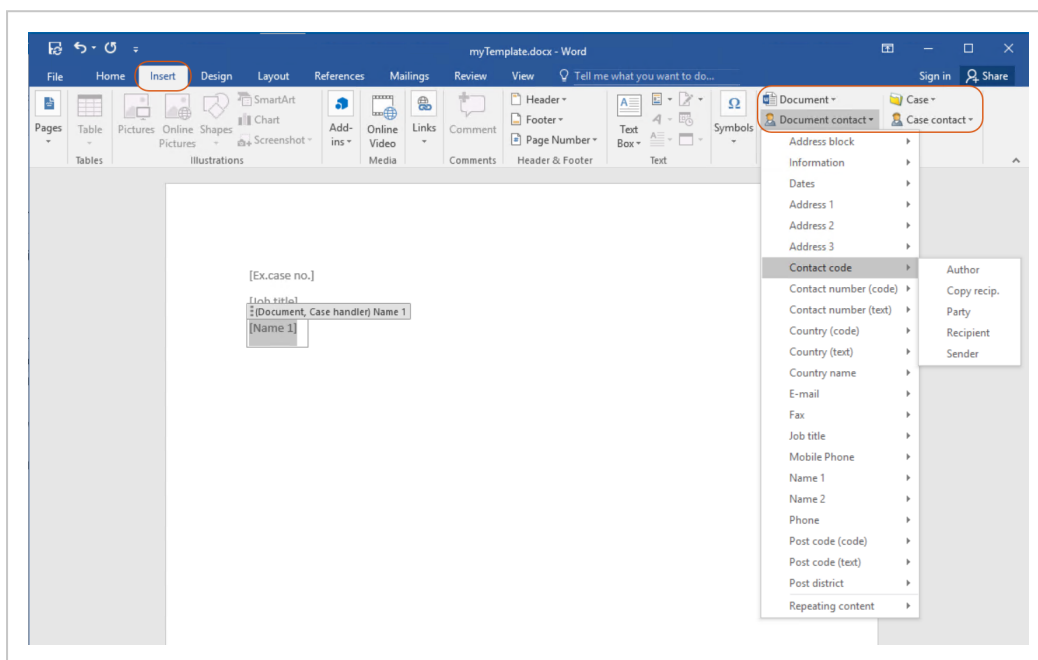 myTemplate.docx - Word
File Home Insert Design Layout References Mailings Review View Tell me what you want to do... Sign in Share
Pages
Table
Tables
Pictures
Online Pictures
Shapes
SmartArt
Chart
Screenshot
Illustrations
Add-ins
Online Video
Media
Links
Comment
Comments
Header
Footer
Page Number
Header & Footer
Text Box
A
Text
Ω
Symbols
Document
Case
Document contact
Case contact
Address block
Information
Dates
Address 1
Address 2
Address 3
Contact code
Contact number (code)
Contact number (text)
Country (code)
Country (text)
Country name
E-mail
Fax
Job title
Mobile Phone
Name 1
Name 2
Phone
Post code (code)
Post code (text)
Post district
Repeating content
Author
Copy recip.
Party
Recipient
Sender
[Ex.case no.]
[Job title]
(Document, Case handler) Name 1
[Name 1]